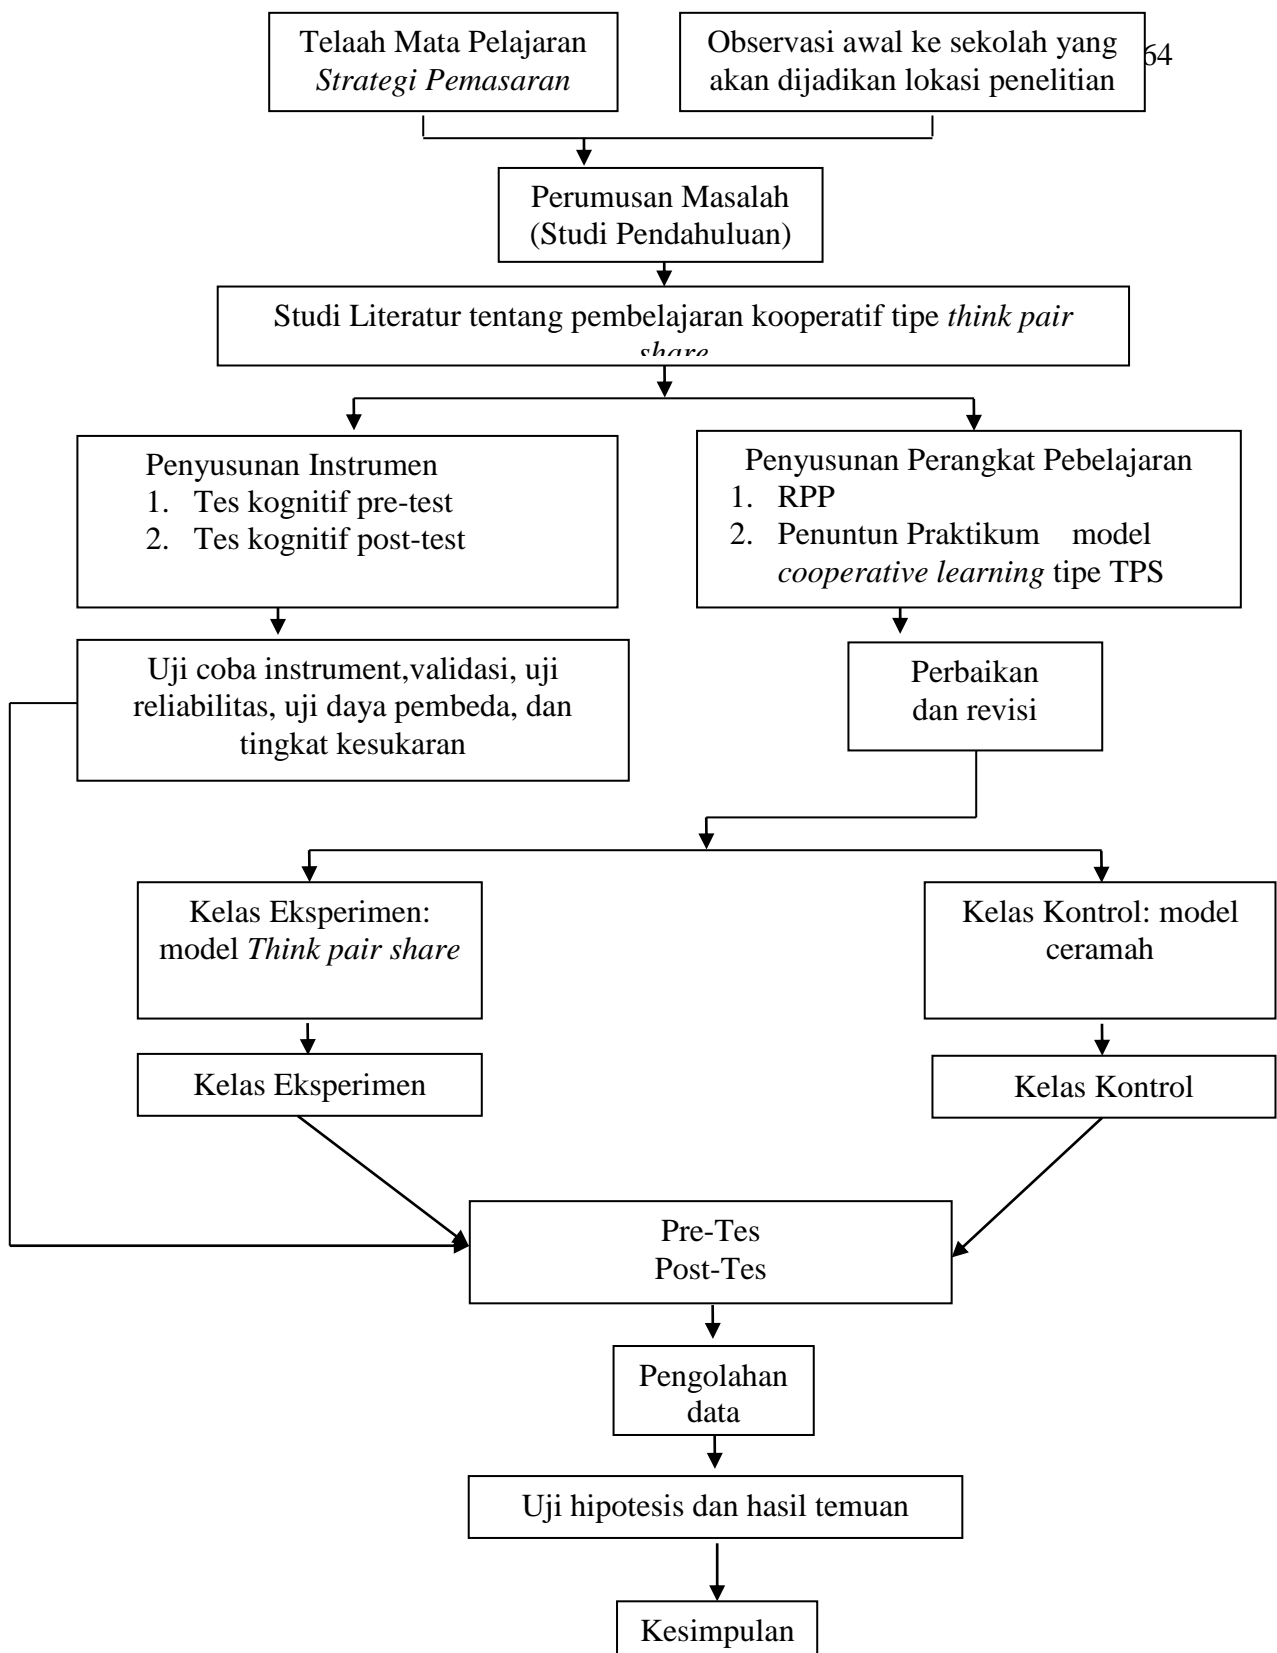 Telaah Mata Pelajaran
Strategi Pemasaran
Observasi awal ke sekolah yang
akan dijadikan lokasi penelitian
64
Perumusan Masalah
(Studi Pendahuluan)
Studi Literatur tentang pembelajaran kooperatif tipe think pair
share
Penyusunan Instrumen
1. Tes kognitif pre-test
2. Tes kognitif post-test
Penyusunan Perangkat Pebelajaran
1. RPP
2. Penuntun Praktikum model
cooperative learning tipe TPS
Uji coba instrument,validasi, uji
reliabilitas, uji daya pembeda, dan
tingkat kesukaran
Perbaikan
dan revisi
Kelas Eksperimen:
model Think pair share
Kelas Kontrol: model
ceramah
Kelas Eksperimen
Kelas Kontrol
Pre-Tes
Post-Tes
Pengolahan
data
Uji hipotesis dan hasil temuan
Kesimpulan